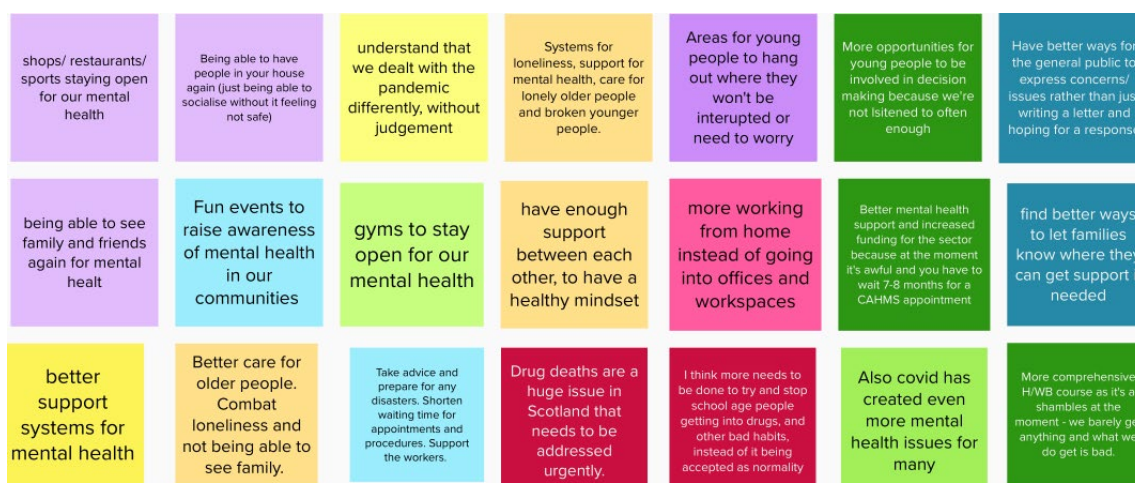 shops/ restaurants/
sports staying open
for our mental
health
Being able to have
people in your house
again (just being able to
socialise without it feeling
not safe)
understand that
we dealt with the
pandemic
differently, without
judgement
Systems for
loneliness, support for
mental health, care for
lonely older people
and broken younger
people.
Areas for young
people to hang
out where they
won't be
interupted or
need to worry
More opportunities for
young people to be
involved in decision
making because we're
not lsitened to often
enough
Have better ways for
the general public to
express concerns/
issues rather than just
writing a letter and
hoping for a response
being able to see
family and friends
again for mental
healt
Fun events to
raise awareness
of mental health
in our
communities
gyms to stay
open for our
mental health
have enough
support
between each
other, to have a
healthy mindset
more working
from home
instead of going
into offices and
workspaces
Better mental health
support and increased
funding for the sector
because at the moment
it's awful and you have to
wait 7-8 months for a
CAHMS appointment
find better ways
to let families
know where they
can get support
needed
better
support
systems for
mental health
Better care for
older people.
Combat
loneliness and
not being able to
see family.
Take advice and
prepare for any
disasters. Shorten
waiting time for
appointments and
procedures. Support
the workers.
Drug deaths are a
huge issue in
Scotland that
needs to be
addressed
urgently.
I think more needs to
be done to try and stop
school age people
getting into drugs, and
other bad habits,
instead of it being
accepted as normality
Also covid has
created even
more mental
health issues for
many
More comprehensive
H/WB course as it's a
shambles at the
moment - we barely get
anything and what we
do get is bad.